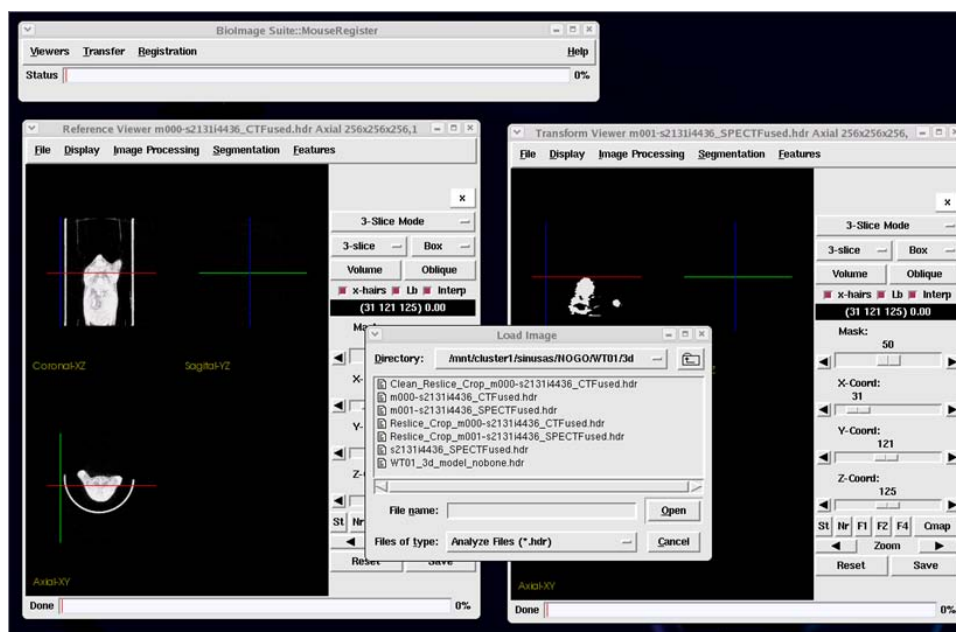 BioImage Suite::MouseRegister
Viewers Transfer Registration Help
Status 0%
Reference Viewer m000-s2131i4436_CTFused.hdr Axial 256x256x256,1
File Display Image Processing Segmentation Features
x
3-Slice Mode
3-slice Box
Volume Oblique
x-hairs Lb Interp
(31 121 125) 0.00
Ma
Coronal-XZ Sagital-YZ
X-
Y-
Z-
St Nr
Reset Save
Axial-XY
Done 0%
Transform Viewer m001-s2131i4436_SPECTFused.hdr Axial 256x256x256,
File Display Image Processing Segmentation Features
x
3-Slice Mode
3-slice Box
Volume Oblique
x-hairs Lb Interp
(31 121 125) 0.00
Mask:
50
X-Coord:
31
Y-Coord:
121
Z-Coord:
125
St Nr F1 F2 F4 Cmap
Zoom
Reset Save
Axial-XY
Done 0%
Load Image
Directory: /mnt/cluster1/sinusas/NOGO/WT01/3d
Clean_Reslice_Crop_m000-s2131i4436_CTFused.hdr
m000-s2131i4436_CTFused.hdr
m001-s2131i4436_SPECTFused.hdr
Reslice_Crop_m000-s2131i4436_CTFused.hdr
Reslice_Crop_m001-s2131i4436_SPECTFused.hdr
s2131i4436_SPECTFused.hdr
WT01_3d_model_nobone.hdr
File name: Open
Files of type: Analyze Files (*.hdr) Cancel